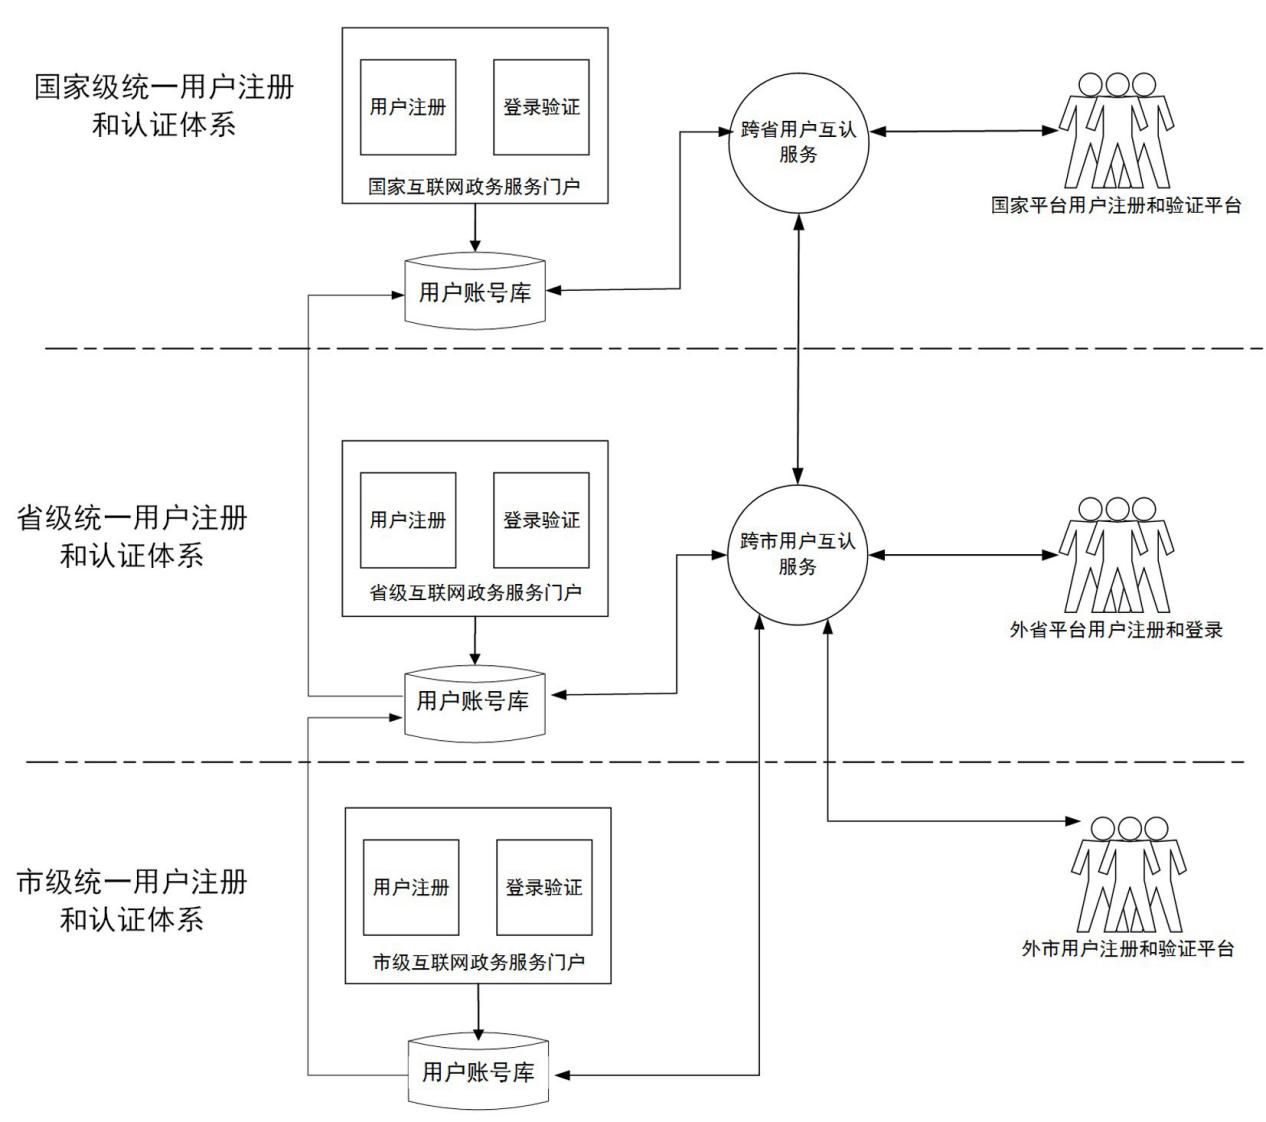 国家级统一用户注册
和认证体系
用户注册
登录验证
国家互联网政务服务门户
用户账号库
跨省用户互认
服务
国家平台用户注册和验证平台
省级统一用户注册
和认证体系
用户注册
登录验证
省级互联网政务服务门户
用户账号库
跨市用户互认
服务
外省平台用户注册和登录
市级统一用户注册
和认证体系
用户注册
登录验证
市级互联网政务服务门户
用户账号库
外市用户注册和验证平台